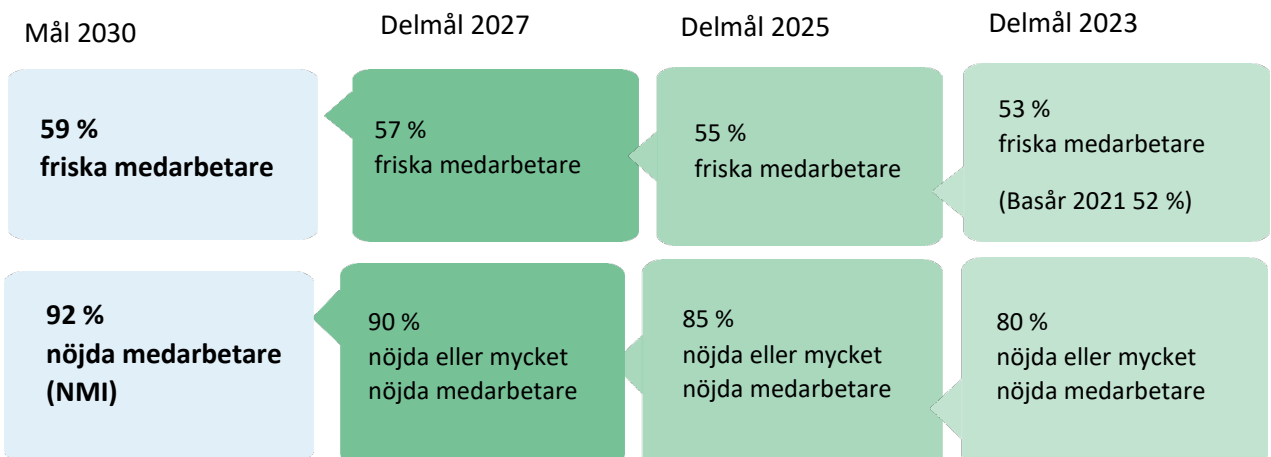 Mål 2030
Delmål 2027
Delmål 2025
Delmål 2023
59 %
friska medarbetare
57 %
friska medarbetare
55 %
friska medarbetare
53 %
friska medarbetare
(Basår 2021 52 %)
92 %
nöjda medarbetare
(NMI)
90 %
nöjda eller mycket
nöjda medarbetare
85 %
nöjda eller mycket
nöjda medarbetare
80 %
nöjda eller mycket
nöjda medarbetare